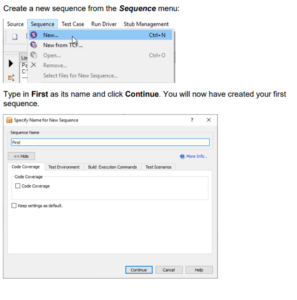 Create a new sequence from the Sequence menu:
Source Sequence Test Case Run Driver Stub Management
New... Ctrl+N
New from TCF...
Open... Ctrl+O
Remove...
Select files for New Sequence...
Type in First as its name and click Continue. You will now have created your first
sequence.
Specify Name for New Sequence ? X
Sequence Name
First
<< Hide More Info...
Code Coverage Test Environment Build Execution Commands Test Scenarios
Code Coverage
Code Coverage
Keep settings as default.
Continue Cancel Help